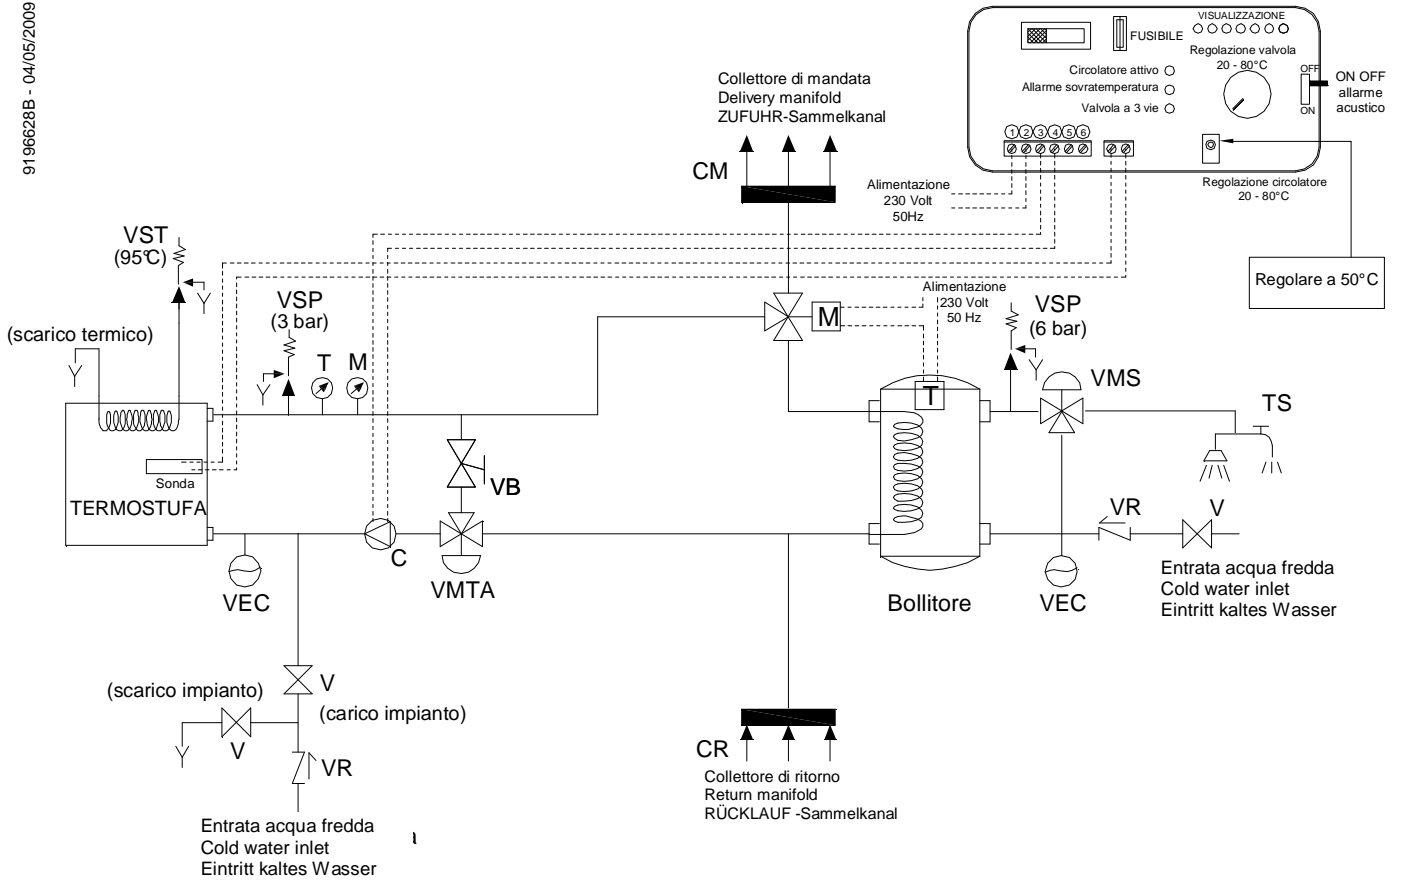 9196628B - 04/05/2009
VISUALIZZAZIONE
FUSIBILE
Regolazione valvola
20 - 80°C
Circolatore attivo
Allarme sovratemperatura
Valvola a 3 vie
OFF
ON
ON OFF
allarme
acustico
1 2 3 4 5 6
Regolazione circolatore
20 - 80°C
Regolare a 50°C
Alimentazione
230 Volt
50Hz
Collettore di mandata
Delivery manifold
ZUFUHR-Sammelkanal
CM
VST
(95°C)
(scarico termico)
VSP
(3 bar)
T
M
M
Alimentazione
230 Volt
50 Hz
VSP
(6 bar)
VMS
TS
T
Sonda
TERMOSTUFA
VB
VEC
C
VMTA
Bollitore
VEC
VR
V
Entrata acqua fredda
Cold water inlet
Eintritt kaltes Wasser
V
(scarico impianto)
(carico impianto)
V
VR
CR
Collettore di ritorno
Return manifold
RÜCKLAUF -Sammelkanal
Entrata acqua fredda
Cold water inlet
Eintritt kaltes Wasser